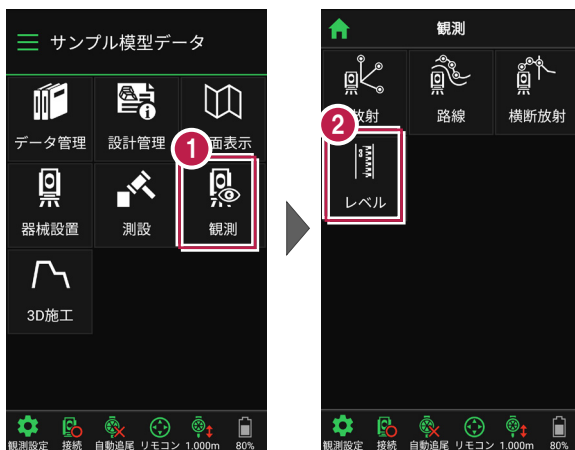 サンプル模型データ
データ管理
設計管理
面表示
1
器械設置
測設
観測
3D施工
観測設定
接続
自動追尾
リモコン
1.000m
80%
観測
放射
路線
横断放射
2
レベル
観測設定
接続
自動追尾
リモコン
1.000m
80%